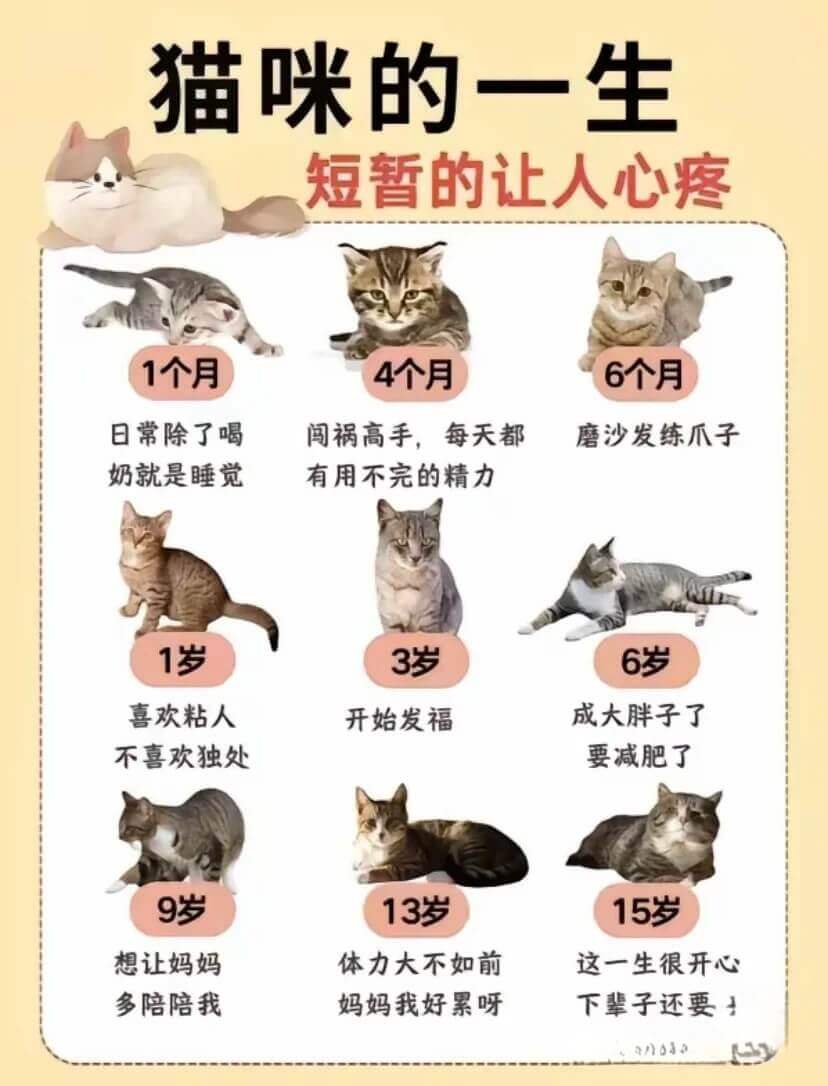 猫咪的一生
短暂的让人心疼
1个月
4个月
6个月
日常除了喝
奶就是睡觉
闯祸高手，每天都
有用不完的精力
磨沙发练爪子
1岁
3岁
6岁
喜欢粘人
不喜欢独处
开始发福
成大胖子了
要减肥了
9岁
13岁
15岁
想让妈妈
多陪陪我
体力大不如前
妈妈我好累呀
这一生很开心
下辈子还要